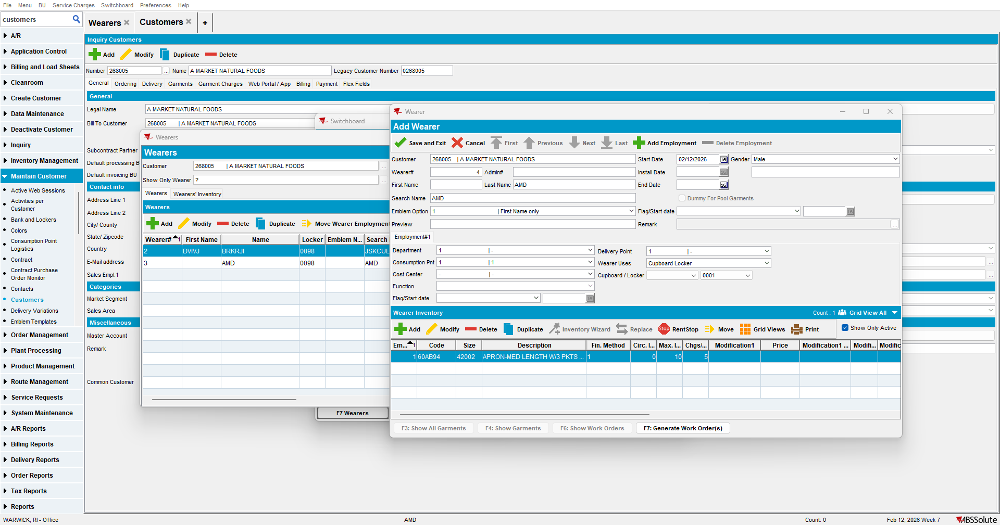 File Menu BU Service Charges Switchboard Preferences Help
customers
Wearers Customers +
A/R
Application Control
Billing and Load Sheets
Cleanroom
Create Customer
Data Maintenance
Deactivate Customer
Inquiry
Inventory Management
Maintain Customer
Active Web Sessions
Activities per
Customer
Bank and Lockers
Colors
Consumption Point
Logistics
Contract
Contract Purchase
Order Monitor
Contacts
Customers
Delivery Variations
Emblem Templates
Order Management
Plant Processing
Product Management
Route Management
Service Requests
System Maintenance
A/R Reports
Billing Reports
Delivery Reports
Order Reports
Tax Reports
Reports
Inquiry Customers
Add Modify Duplicate Delete
Number 268005 ... Name A MARKET NATURAL FOODS Legacy Customer Number 0268005
General Ordering Delivery Garments Garment Charges Web Portal / App Billing Payment Flex Fields
General
Legal Name A MARKET NATURAL FOODS
Bill To Customer 268005 | A MARKET NATURAL FOODS
Subcontract Partner
Default processing B
Default invoicing BU
Contact info
Address Line 1
Address Line 2
City/ County
State/ Zipcode
Country
E-Mail address
Sales Empl.1
Categories
Market Segment
Sales Area
Miscellaneous
Master Account
Remark
Common Customer
Switchboard
F7 Wearers
Wearers
Wearers
Customer 268005 | A MARKET NATURAL FOODS ...
Show Only Wearer ? ...
Wearers Wearers' Inventory
Wearers
Add Modify Delete Duplicate Move Wearer Employment
Wearer# 1 First Name Name Locker Emblem N... Search
2 DVIVJ BRKRJI 0098 JSKCUL
3 AMD 0098 AMD
Wearer
Add Wearer
Save and Exit Cancel First Previous Next Last Add Employment Delete Employment
Customer 268005 | A MARKET NATURAL FOODS Start Date 02/12/2026 16 Gender Male
Wearer# 4 Admin# Install Date 16
First Name Last Name AMD End Date 16
Search Name AMD Dummy For Pool Garments
Emblem Option 1 | First Name only Flag/Start date 16
Preview Remark ...
Employment#1
Department 1 | - Delivery Point 1 | -
Consumption Pnt 1 | 1 Wearer Uses Cupboard Locker
Cost Center - | - Cupboard / Locker 0001
Function
Flag/Start date 16
Wearer Inventory Count : 1 Grid View All
Add Modify Delete Duplicate Inventory Wizard Replace Stop RentStop Move Grid Views Print Show Only Active
Em... 1 Code Size Description Fin. Method Circ. I... Max. I... Chgs/... Modification1 Price Modification1 ... Modifi... Modific
1 60AB94 42002 APRON-MED LENGTH W/3 PKTS ... 1 0 10 5
F3: Show All Garments F4: Show Garments F6: Show Work Orders F7: Generate Work Order(s)
WARWICK, RI - Office AMD Count: 0 Feb 12, 2026 Week 7 ABSSolute